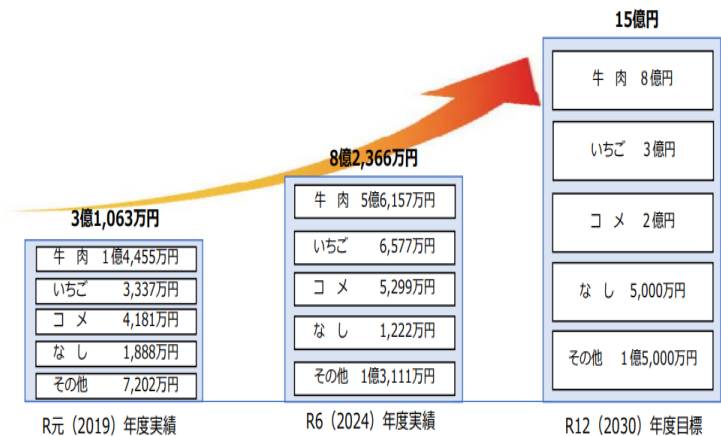 15億円
牛 肉 8億円
いちご 3億円
コ メ 2億円
な し 5,000万円
その他 1億5,000万円
R12（2030）年度目標
8億2,366万円
牛 肉 5億6,157万円
いちご 6,577万円
コ メ 5,299万円
な し 1,222万円
その他 1億3,111万円
R6（2024）年度実績
3億1,063万円
牛 肉 1億4,455万円
いちご 3,337万円
コ メ 4,181万円
な し 1,888万円
その他 7,202万円
R元（2019）年度実績